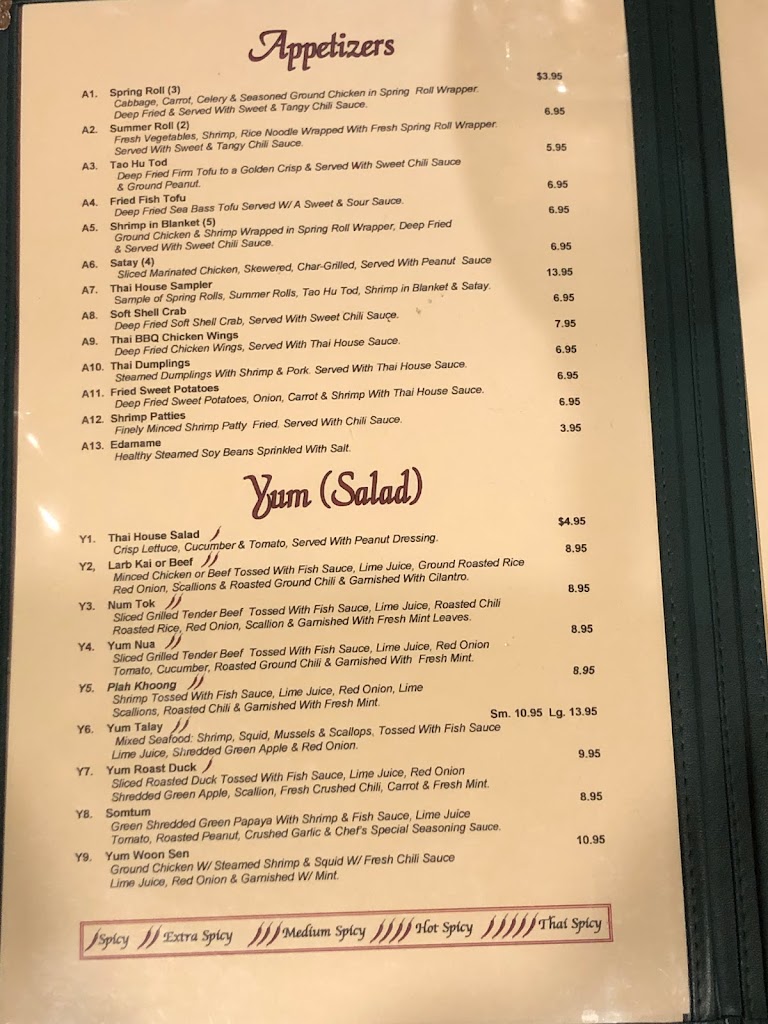 Appetizers
$3.95
A1. Spring Roll (3)
Cabbage, Carrot, Celery & Seasoned Ground Chicken in Spring Roll Wrapper.
Deep Fried & Served With Sweet & Tangy Chili Sauce.
6.95
A2. Summer Roll (2)
Fresh Vegetables, Shrimp, Rice Noodle Wrapped With Fresh Spring Roll Wrapper.
Served With Sweet & Tangy Chili Sauce.
5.95
A3. Tao Hu Tod
Deep Fried Firm Tofu to a Golden Crisp & Served With Sweet Chili Sauce
& Ground Peanut.
6.95
A4. Fried Fish Tofu
Deep Fried Sea Bass Tofu Served W/ A Sweet & Sour Sauce.
6.95
A5. Shrimp in Blanket (5)
Ground Chicken & Shrimp Wrapped in Spring Roll Wrapper, Deep Fried
& Served With Sweet Chili Sauce.
6.95
A6. Satay (4)
Sliced Marinated Chicken, Skewered, Char-Grilled, Served With Peanut Sauce
13.95
A7. Thai House Sampler
Sample of Spring Rolls, Summer Rolls, Tao Hu Tod, Shrimp in Blanket & Satay.
6.95
A8. Soft Shell Crab
Deep Fried Soft Shell Crab, Served With Sweet Chili Sauce.
7.95
A9. Thai BBQ Chicken Wings
Deep Fried Chicken Wings, Served With Thai House Sauce.
6.95
A10. Thai Dumplings
Steamed Dumplings With Shrimp & Pork. Served With Thai House Sauce.
6.95
A11. Fried Sweet Potatoes
Deep Fried Sweet Potatoes, Onion, Carrot & Shrimp With Thai House Sauce.
6.95
A12. Shrimp Patties
Finely Minced Shrimp Patty Fried. Served With Chili Sauce.
3.95
A13. Edamame
Healthy Steamed Soy Beans Sprinkled With Salt.
Yum (Salad)
$4.95
Y1. Thai House Salad
Crisp Lettuce, Cucumber & Tomato, Served With Peanut Dressing.
8.95
Y2, Larb Kai or Beef
Minced Chicken or Beef Tossed With Fish Sauce, Lime Juice, Ground Roasted Rice
Red Onion, Scallions & Roasted Ground Chili & Garnished With Cilantro.
8.95
Y3. Num Tok
Sliced Grilled Tender Beef Tossed With Fish Sauce, Lime Juice, Roasted Chili
Roasted Rice, Red Onion, Scallion & Garnished With Fresh Mint Leaves.
8.95
Y4. Yum Nua
Sliced Grilled Tender Beef Tossed With Fish Sauce, Lime Juice, Red Onion
Tomato, Cucumber, Roasted Ground Chili & Garnished With Fresh Mint.
8.95
Y5. Plah Khoong
Shrimp Tossed With Fish Sauce, Lime Juice, Red Onion, Lime
Scallions, Roasted Chili & Garnished With Fresh Mint.
Sm. 10.95 Lg. 13.95
Y6. Yum Talay
Mixed Seafood: Shrimp, Squid, Mussels & Scallops, Tossed With Fish Sauce
Lime Juice, Shredded Green Apple & Red Onion.
9.95
Y7. Yum Roast Duck
Sliced Roasted Duck Tossed With Fish Sauce, Lime Juice, Red Onion
Shredded Green Apple, Scallion, Fresh Crushed Chili, Carrot & Fresh Mint.
8.95
Y8. Somtum
Green Shredded Green Papaya With Shrimp & Fish Sauce, Lime Juice
Tomato, Roasted Peanut, Crushed Garlic & Chef's Special Seasoning Sauce.
10.95
Y9. Yum Woon Sen
Ground Chicken W/ Steamed Shrimp & Squid W/ Fresh Chili Sauce
Lime Juice, Red Onion & Garnished W/ Mint.
Spicy Extra Spicy Medium Spicy Hot Spicy Thai Spicy